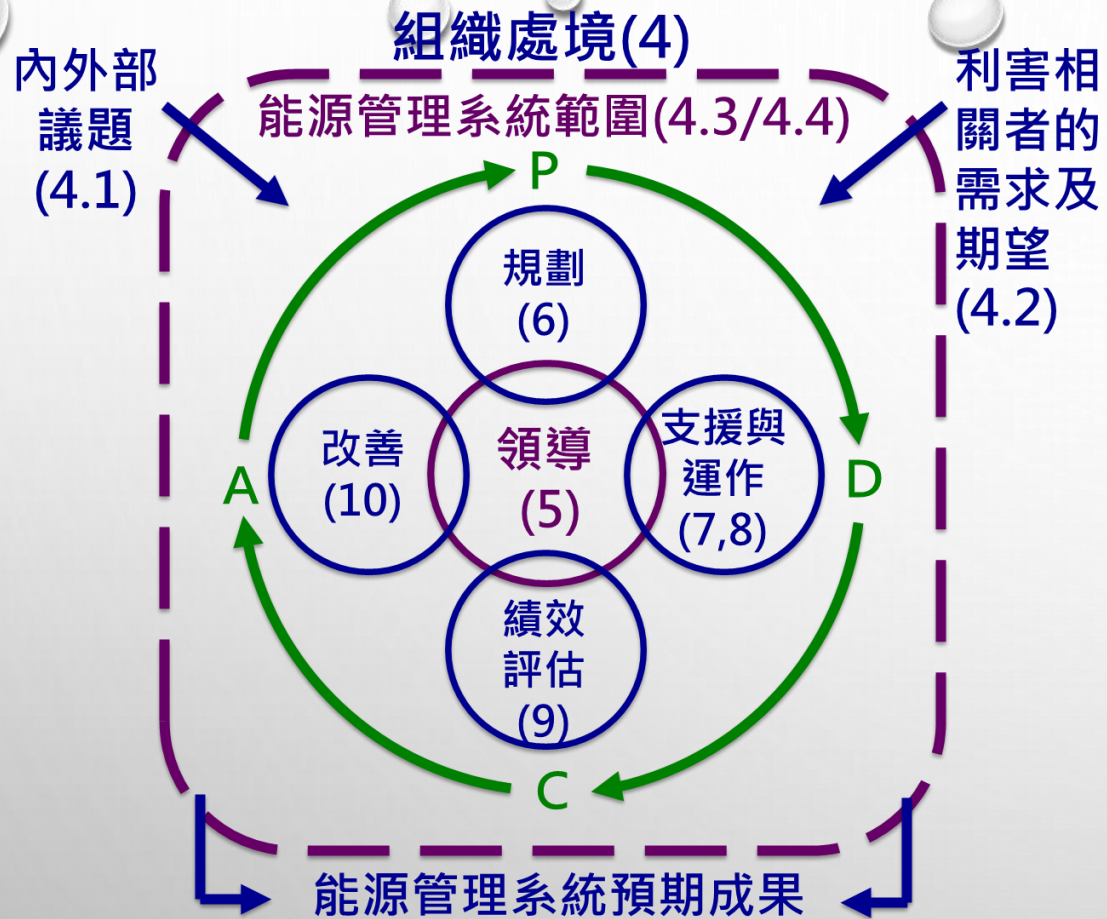 組織處境(4)
內外部
議題
(4.1)
利害相
關者的
需求及
期望
(4.2)
能源管理系統範圍(4.3/4.4)
P
規劃
(6)
改善
(10)
領導
(5)
支援與
運作
(7,8)
A
D
績效
評估
(9)
C
能源管理系統預期成果